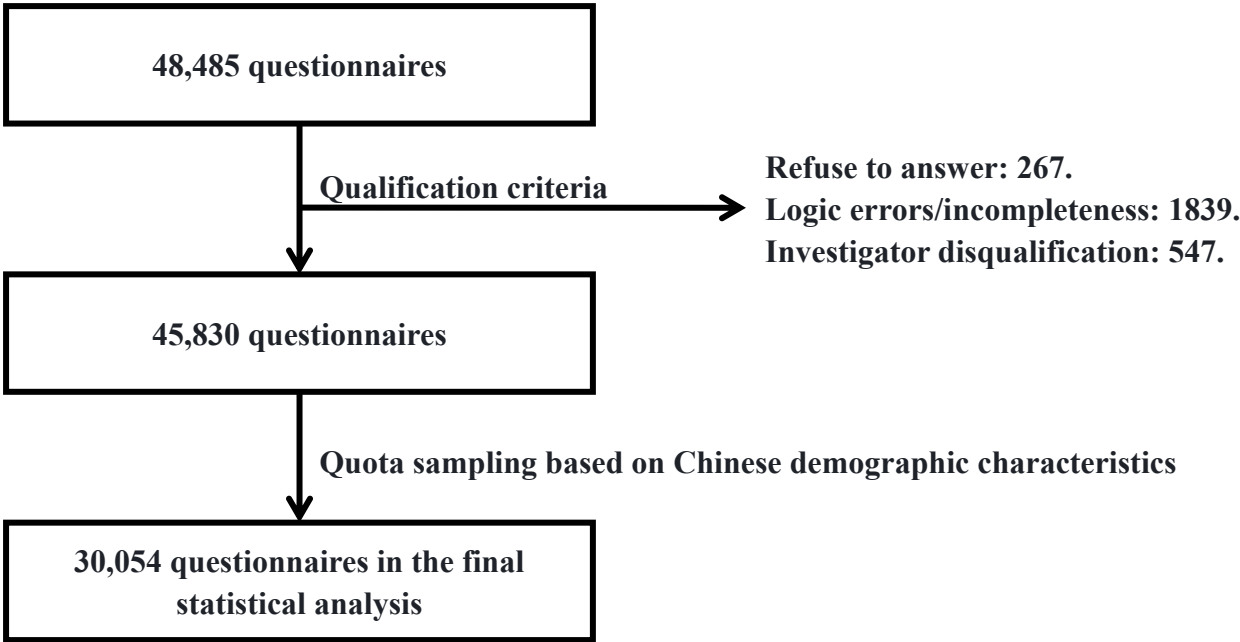 48,485 questionnaires
Qualification criteria
Refuse to answer: 267.
Logic errors/incompleteness: 1839.
Investigator disqualification: 547.
45,830 questionnaires
Quota sampling based on Chinese demographic characteristics
30,054 questionnaires in the final
statistical analysis